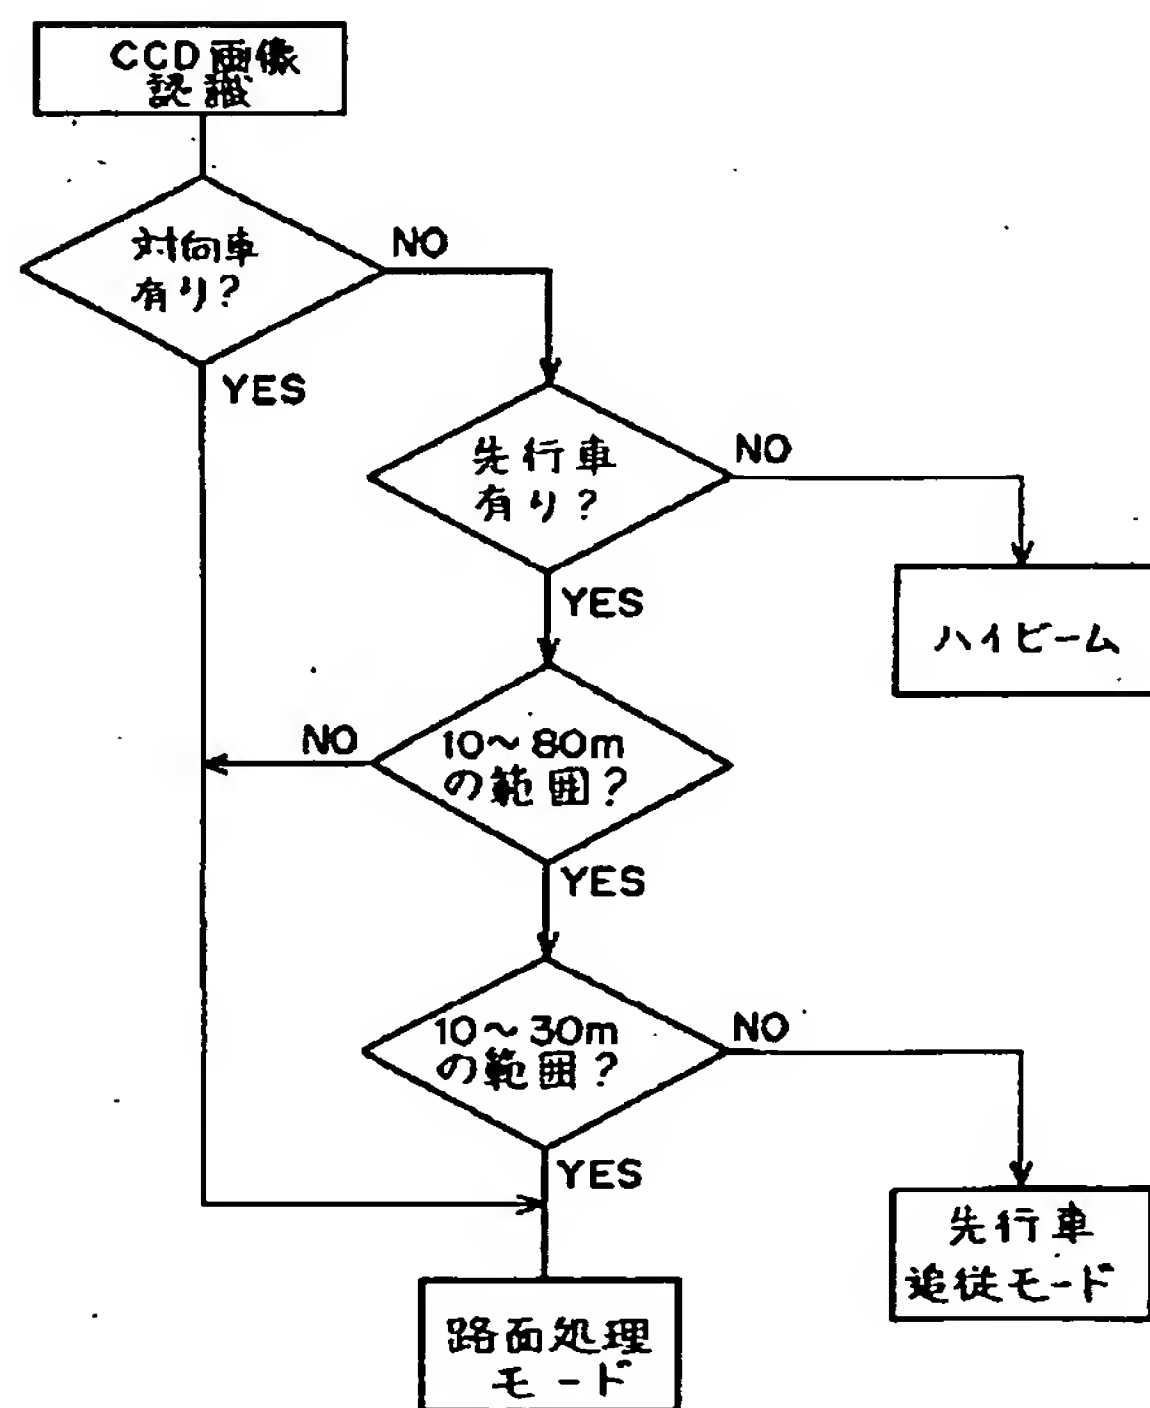 CCD画像
認識
対向車
有り?
NO
YES
先行車
有り?
NO
YES
ハイビーム
10～80m
の範囲?
NO
YES
10～30m
の範囲?
NO
YES
先行車
追従モード
路面処理
モード